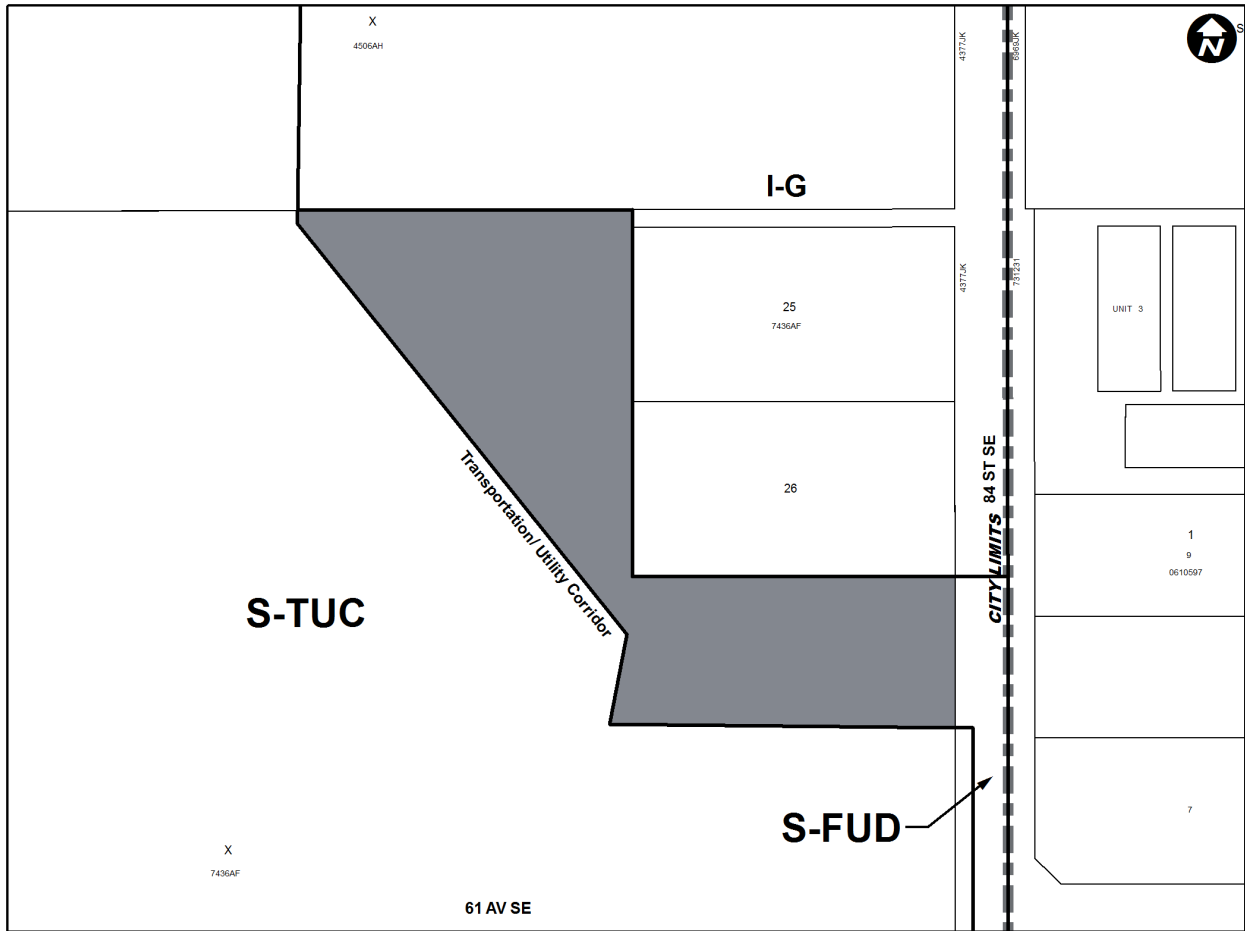 X
4506AH
4377JK
6969JK
N
S
I-G
25
7436AF
4377JK
731231
UNIT 3
Transportation/ Utility Corridor
26
CITY LIMITS
84 ST SE
1
9
0610597
S-TUC
S-FUD
7
X
7436AF
61 AV SE